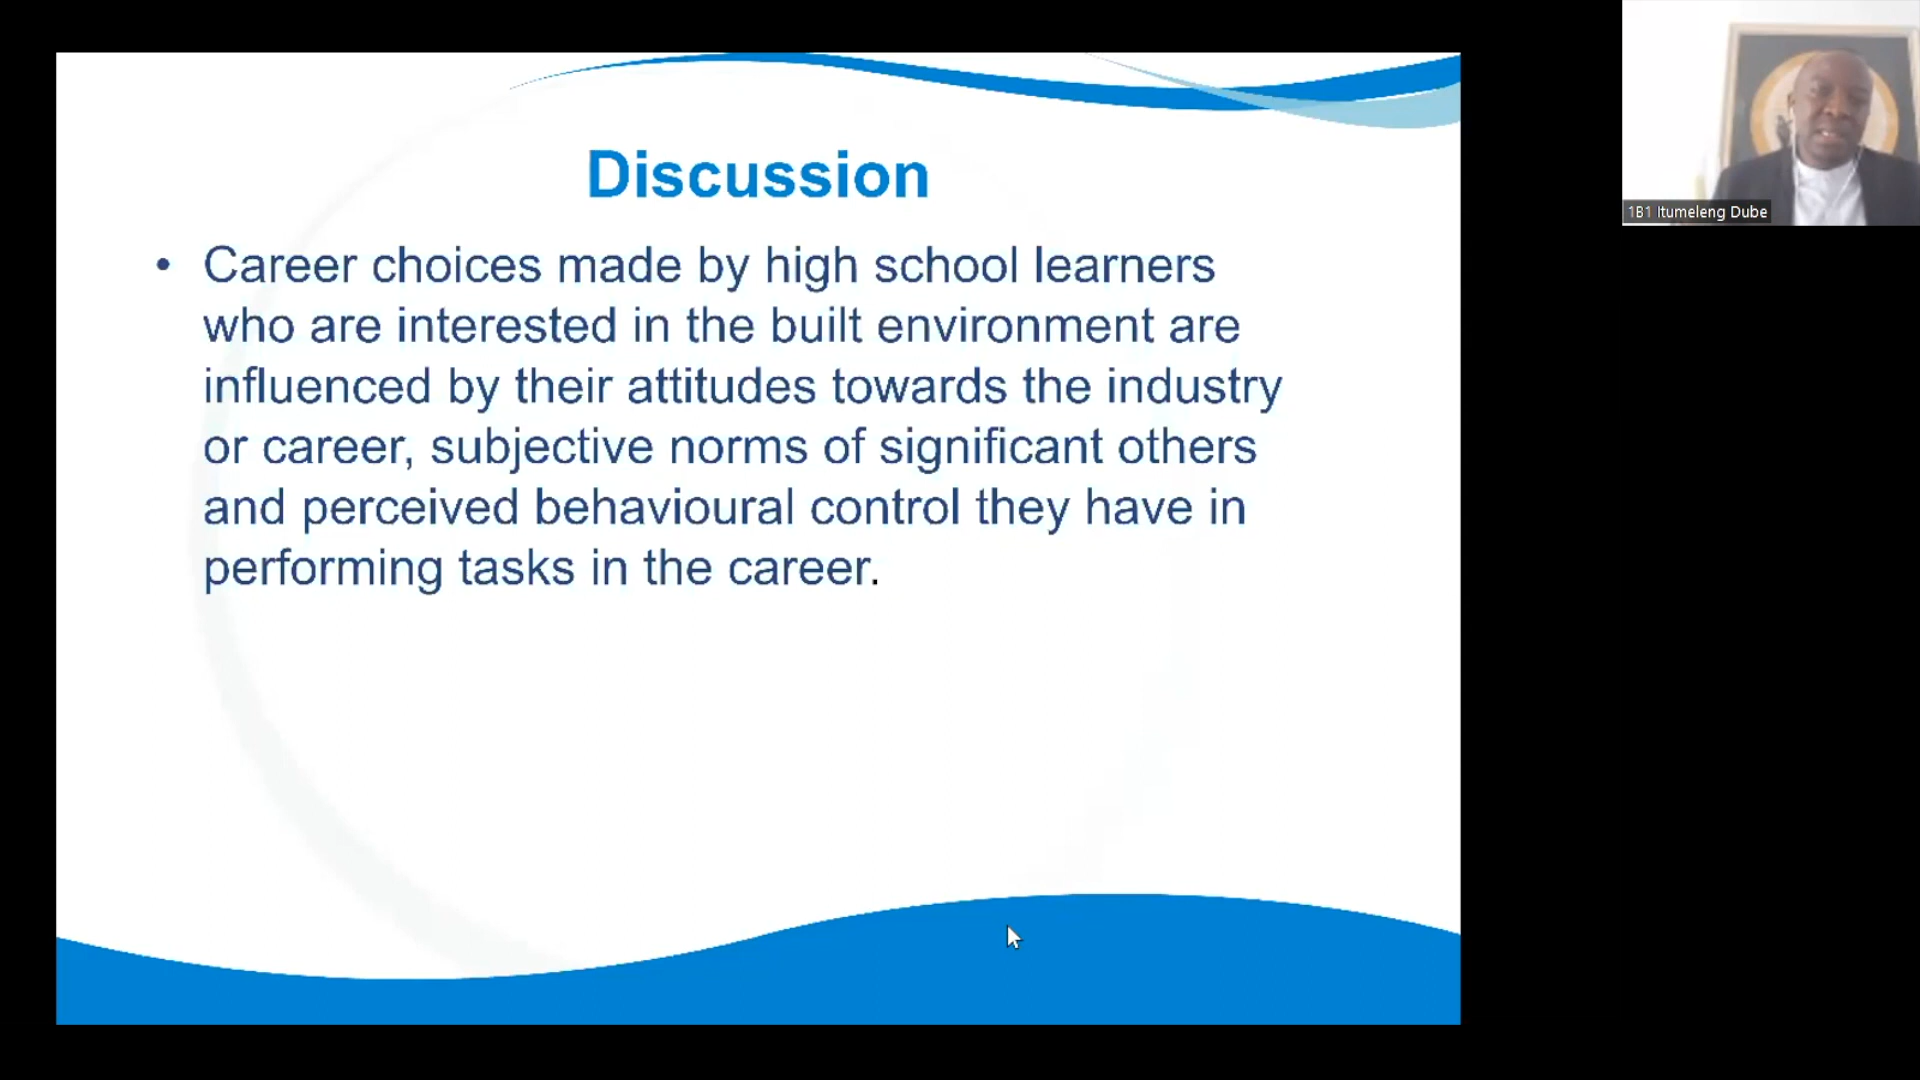 Discussion
• Career choices made by high school learners
who are interested in the built environment are
influenced by their attitudes towards the industry
or career, subjective norms of significant others
and perceived behavioural control they have in
performing tasks in the career.
1B1 Itumeleng Dube